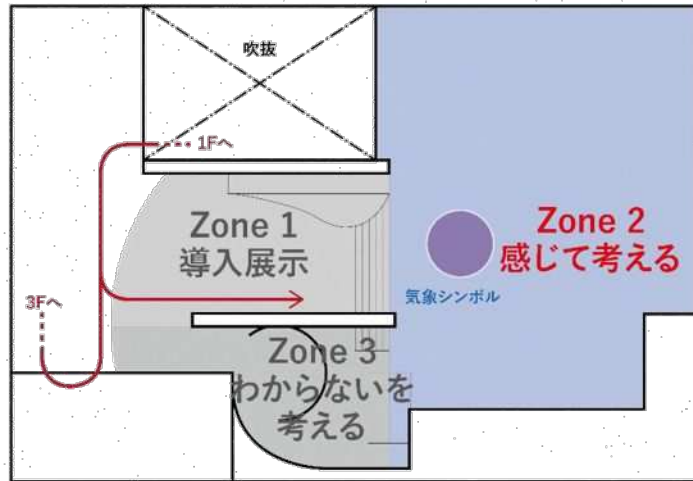 吹抜
1Fへ
Zone 1
導入展示
Zone 2
感じて考える
気象シンボル
3Fへ
Zone 3
わからないを
考える